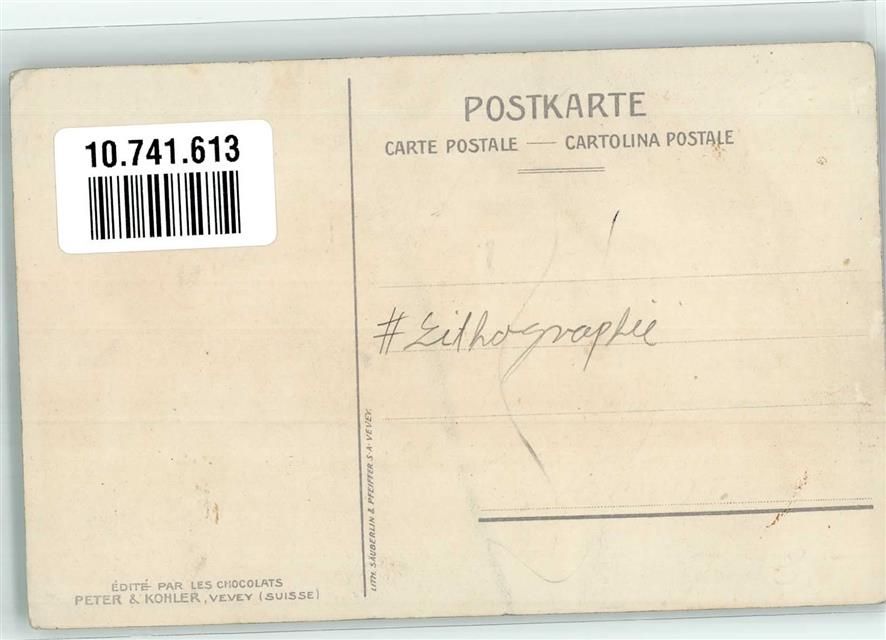 10.741.613
POSTKARTE
CARTE POSTALE — CARTOLINA POSTALE
#Lithographie
LITH. SÄUBERLIN & PFEIFFER S.A. VEVEY.
ÉDITÉ PAR LES CHOCOLATS
PETER & KOHLER, VEVEY (SUISSE)